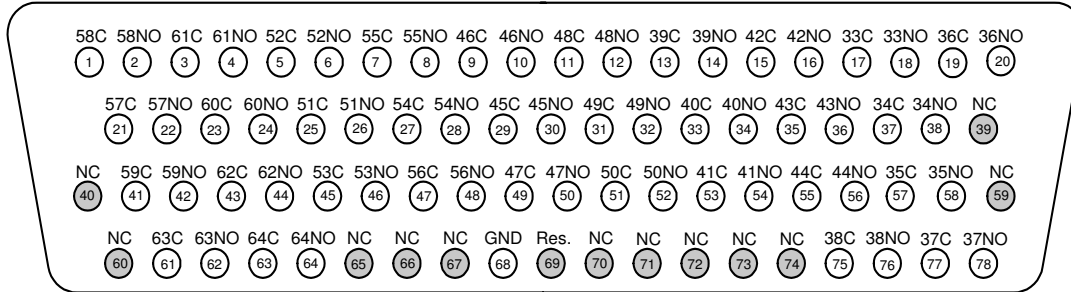 58C 58NO 61C 61NO 52C 52NO 55C 55NO 46C 46NO 48C 48NO 39C 39NO 42C 42NO 33C 33NO 36C 36NO
1 2 3 4 5 6 7 8 9 10 11 12 13 14 15 16 17 18 19 20
57C 57NO 60C 60NO 51C 51NO 54C 54NO 45C 45NO 49C 49NO 40C 40NO 43C 43NO 34C 34NO NC
21 22 23 24 25 26 27 28 29 30 31 32 33 34 35 36 37 38 39
NC 59C 59NO 62C 62NO 53C 53NO 56C 56NO 47C 47NO 50C 50NO 41C 41NO 44C 44NO 35C 35NO NC
40 41 42 43 44 45 46 47 48 49 50 51 52 53 54 55 56 57 58 59
NC 63C 63NO 64C 64NO NC NC NC GND Res. NC NC NC NC NC 38C 38NO 37C 37NO
60 61 62 63 64 65 66 67 68 69 70 71 72 73 74 75 76 77 78